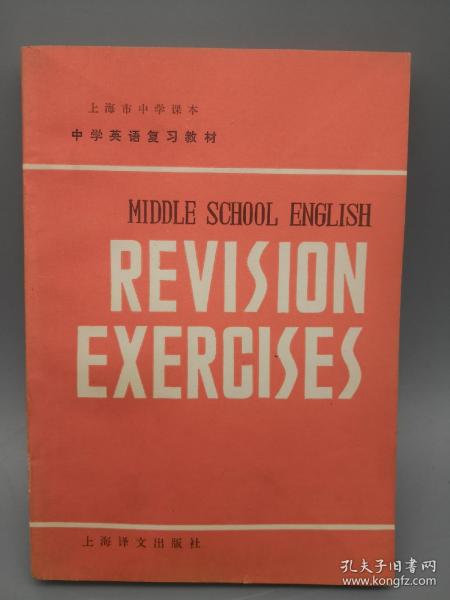 上海市中学课本
中学英语复习教材
MIDDLE SCHOOL ENGLISH
REVISION
EXERCISES
上海译文出版社
孔夫子旧书网
www.kongfz.com